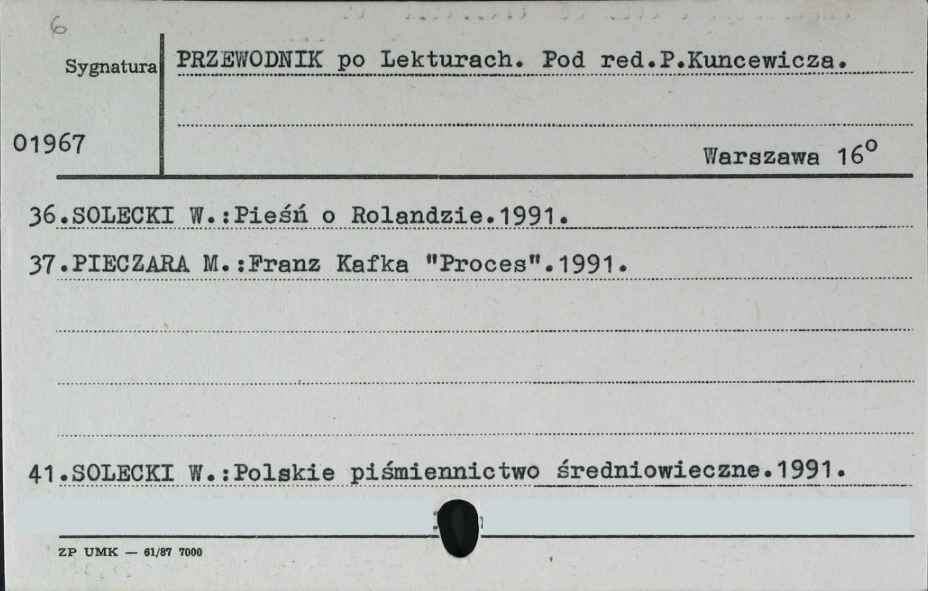 6
Sygnatura
PRZEWODNIK po Lekturach. Pod red.P.Kuncewicza.
01967
Warszawa 16°
36.SOLECKI W.:Pieśń o Rolandzie.1991.
37.PIECZARA M.:Franz Kafka "Proces".1991.
41.SOLECKI W.:Polskie piśmiennictwo średniowieczne.1991.
ZP UMK — 61/87 7000